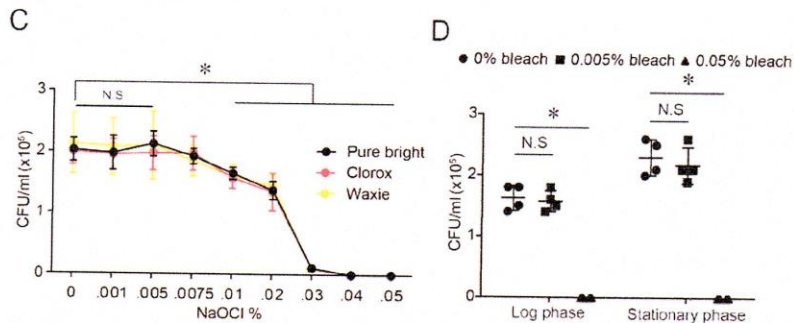 C
*
N.S
3
2
1
0
CFU/ml (x10⁵)
Pure bright
Clorox
Waxie
0 .001 .005 .0075 .01 .02 .03 .04 .05
NaOCl %
D
● 0% bleach ■ 0.005% bleach ▲ 0.05% bleach
*
*
N.S
N.S
3
2
1
0
CFU/ml (x10⁵)
Log phase Stationary phase